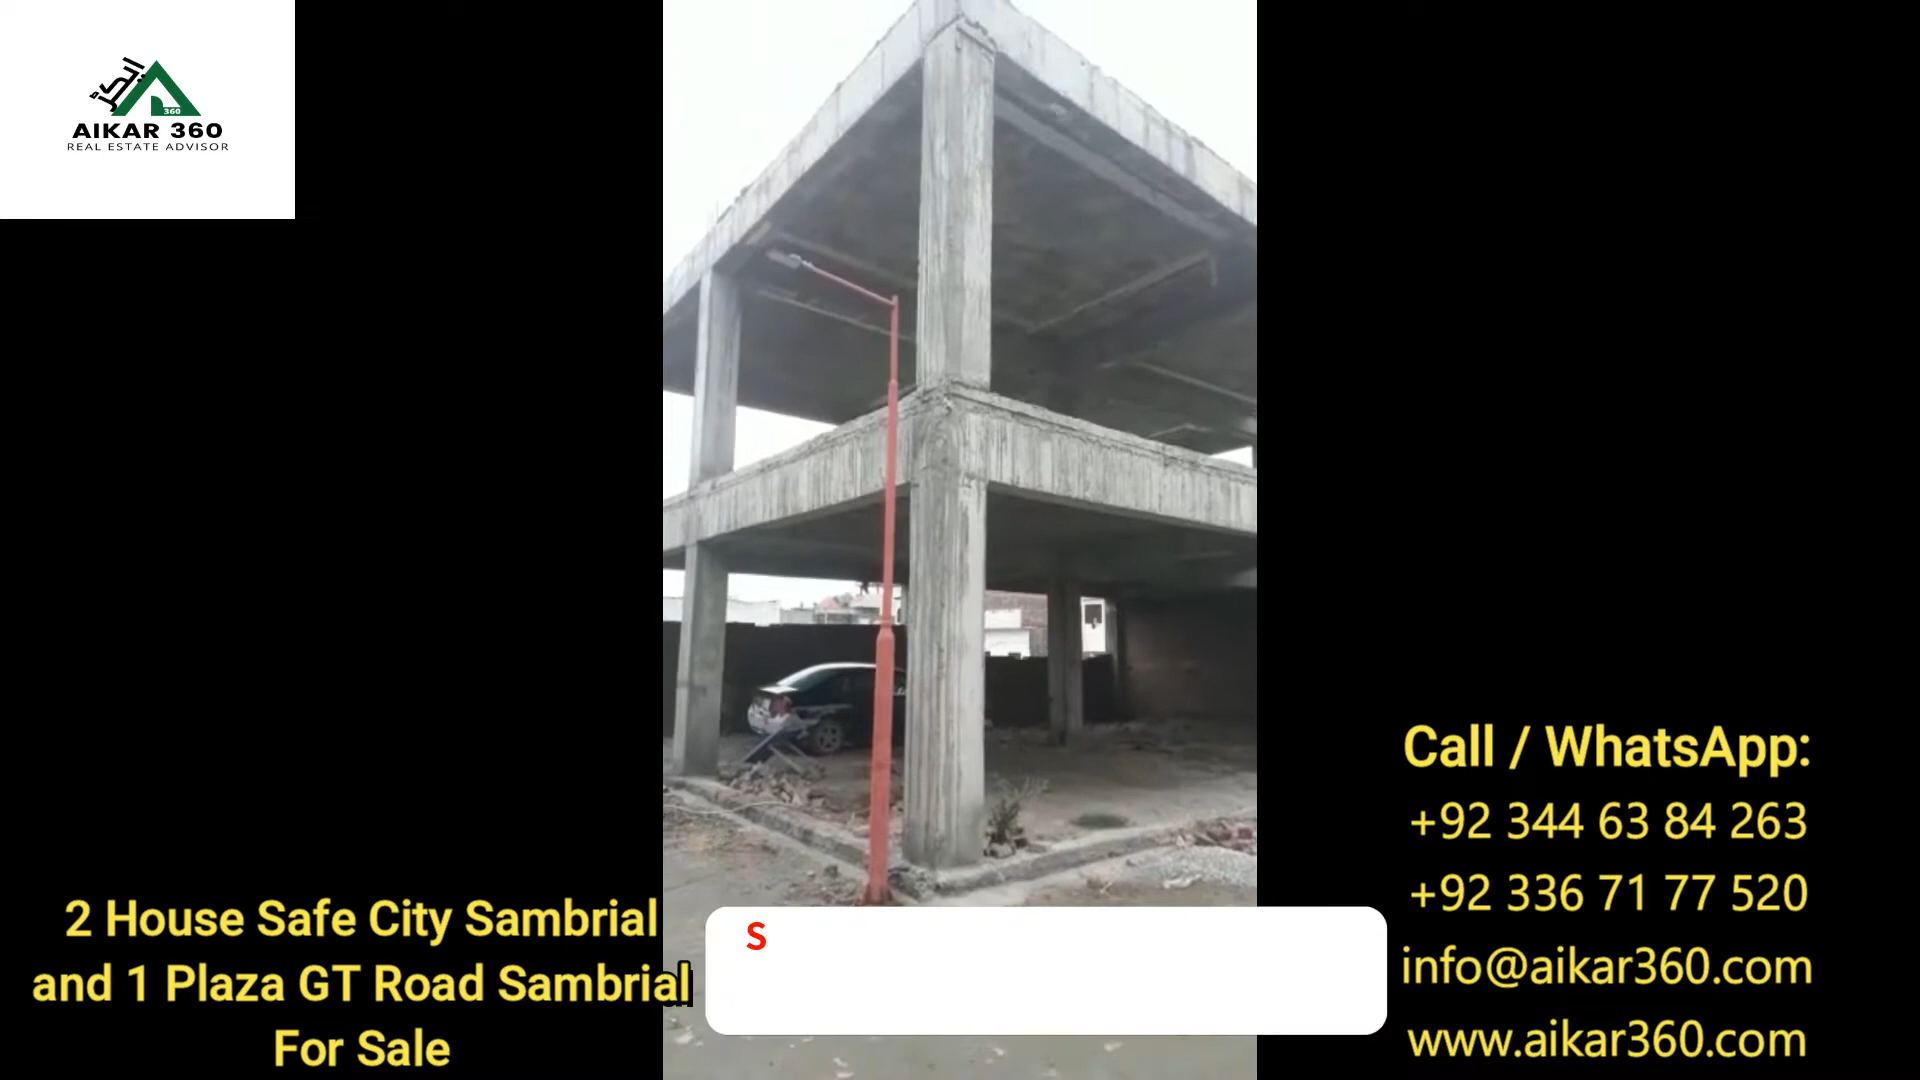 360
AIKAR 360
REAL ESTATE ADVISOR
2 House Safe City Sambrial
and 1 Plaza GT Road Sambrial
For Sale
S
Call / WhatsApp:
+92 344 63 84 263
+92 336 71 77 520
info@aikar360.com
www.aikar360.com